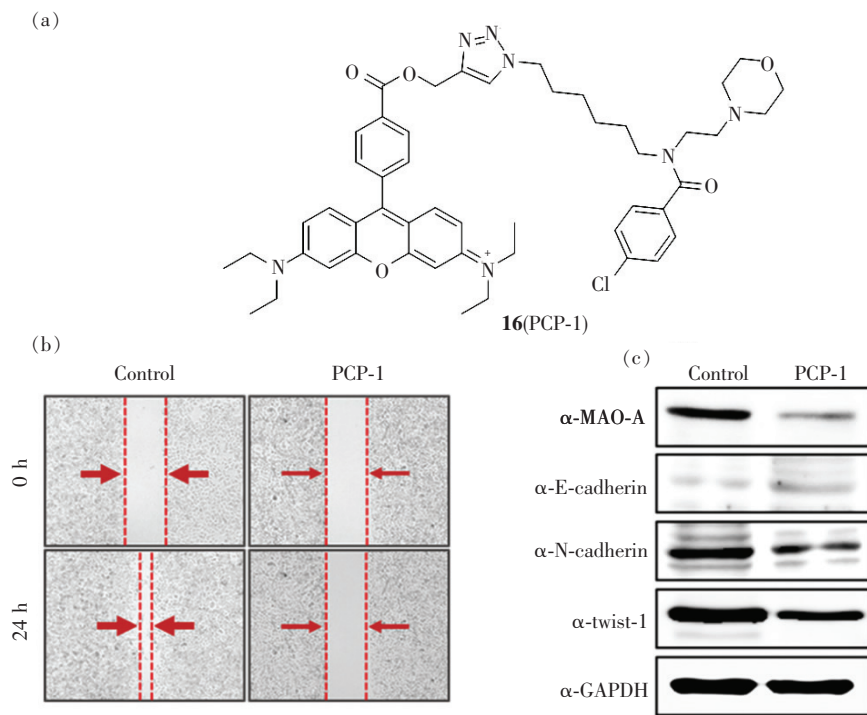 (a)
N
N
N
O
O
O
N
N
O
Cl
N
O
N
+
16(PCP-1)
(b)
Control PCP-1
0 h
24 h
(c)
Control PCP-1
α-MAO-A
α-E-cadherin
α-N-cadherin
α-twist-1
α-GAPDH